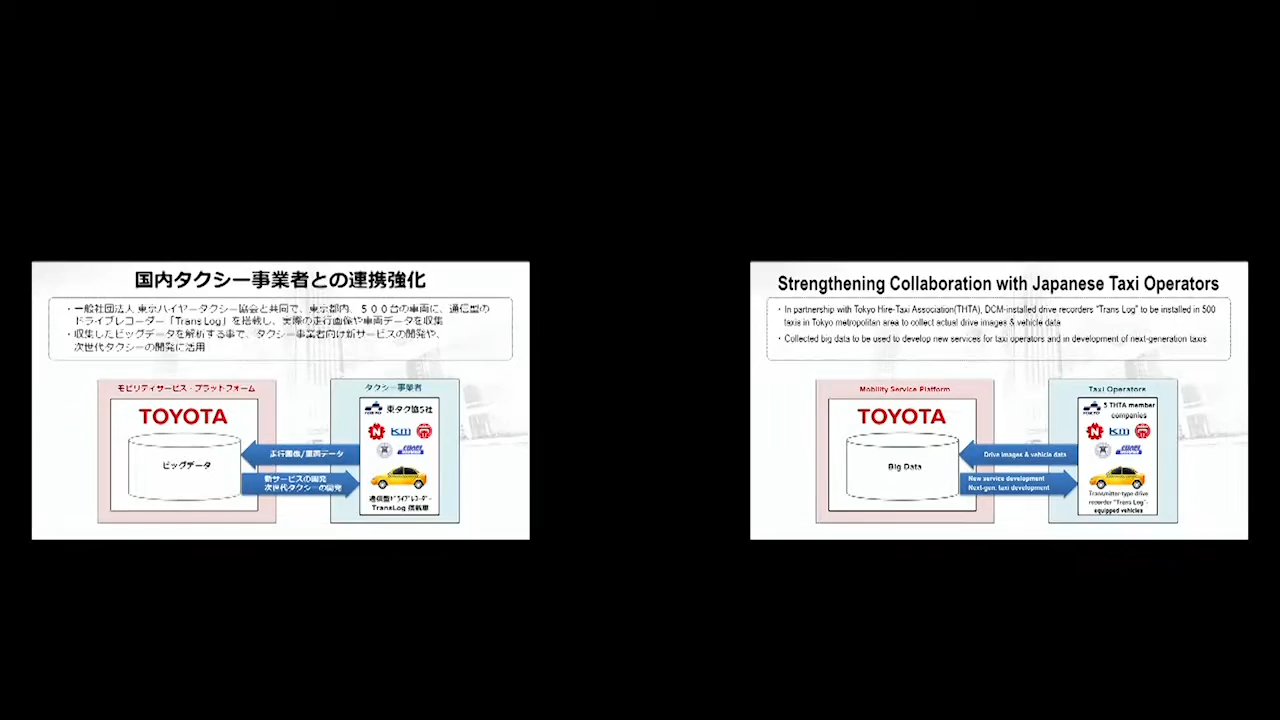 国内タクシー事業者との連携強化
・一般社団法人 東京ハイヤータクシー協会と共同で、東京都内、５００台の車両に、通信型の
ドライブレコーダー「TransLog」を搭載し、実際の走行画像や車両データを収集
・収集したビッグデータを解析する事で、タクシー事業者向け新サービスの開発や、
次世代タクシーの開発に活用
モビリティサービス・プラットフォーム
TOYOTA
ビッグデータ
走行画像/車両データ
新サービスの開発
次世代タクシーの開発
タクシー事業者
東タク協5社
km
通信型ドライブレコーダー
TransLog 搭載車
Strengthening Collaboration with Japanese Taxi Operators
・In partnership with Tokyo Hire-Taxi Association(THTA), DCM-installed drive recorders "Trans Log" to be installed in 500
taxis in Tokyo metropolitan area to collect actual drive images & vehicle data
・Collected big data to be used to develop new services for taxi operators and in development of next-generation taxis
Mobility Service Platform
TOYOTA
Big Data
Drive images & vehicle data
New service development
Next-gen. taxi development
Taxi Operators
5 THTA member
companies
km
Transmitter-type drive
recorder "Trans Log"-
equipped vehicles